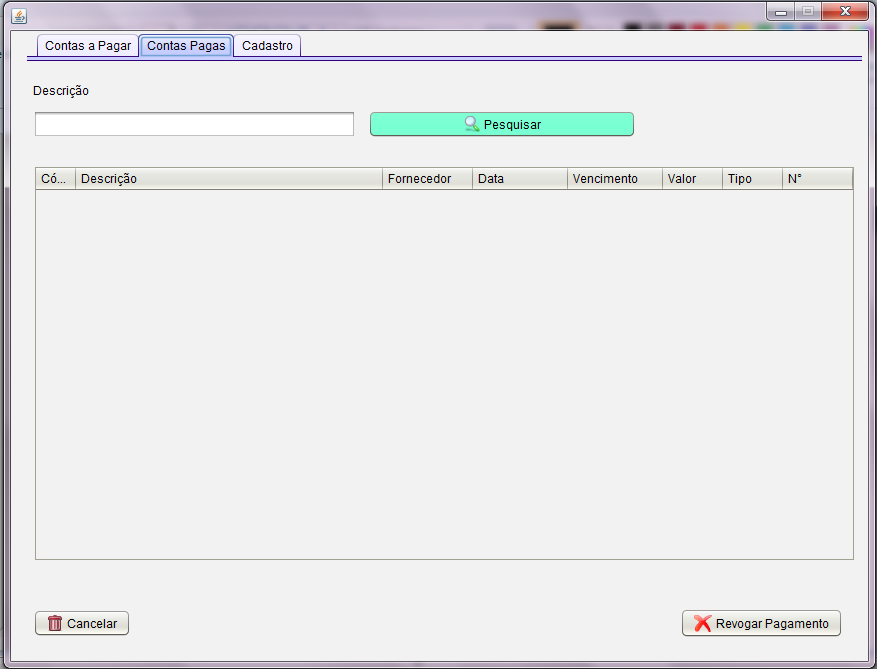 Contas a Pagar Contas Pagas Cadastro
Descrição
Pesquisar
Có... Descrição Fornecedor Data Vencimento Valor Tipo N°
Cancelar Revogar Pagamento